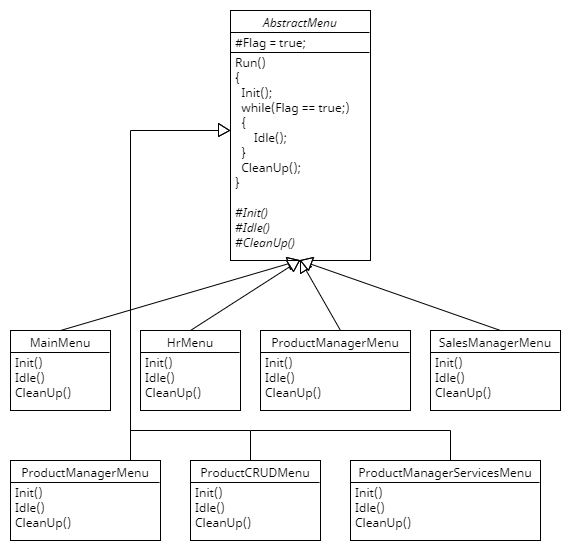 AbstractMenu
#Flag = true;
Run()
{
Init();
while(Flag == true;)
{
Idle();
}
CleanUp();
}
#Init()
#Idle()
#CleanUp()
MainMenu
Init()
Idle()
CleanUp()
HrMenu
Init()
Idle()
CleanUp()
ProductManagerMenu
Init()
Idle()
CleanUp()
SalesManagerMenu
Init()
Idle()
CleanUp()
ProductManagerMenu
Init()
Idle()
CleanUp()
ProductCRUDMenu
Init()
Idle()
CleanUp()
ProductManagerServicesMenu
Init()
Idle()
CleanUp()